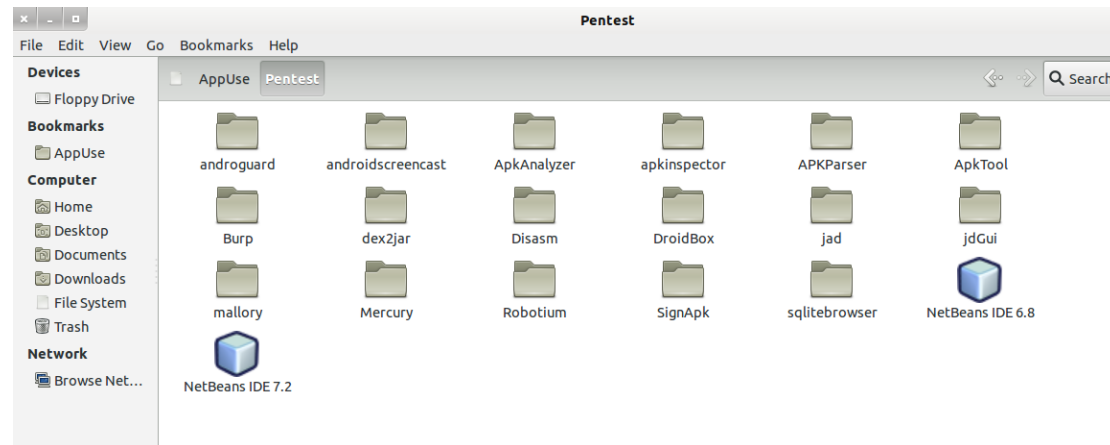 Pentest
File Edit View Go Bookmarks Help
Devices
Floppy Drive
Bookmarks
AppUse
Computer
Home
Desktop
Documents
Downloads
File System
Trash
Network
Browse Net...
AppUse Pentest
Search
androguard androidscreencast ApkAnalyzer apkinspector APKParser ApkTool
Burp dex2jar Disasm DroidBox jad jdGui
mallory Mercury Robotium SignApk sqlitebrowser NetBeans IDE 6.8
NetBeans IDE 7.2